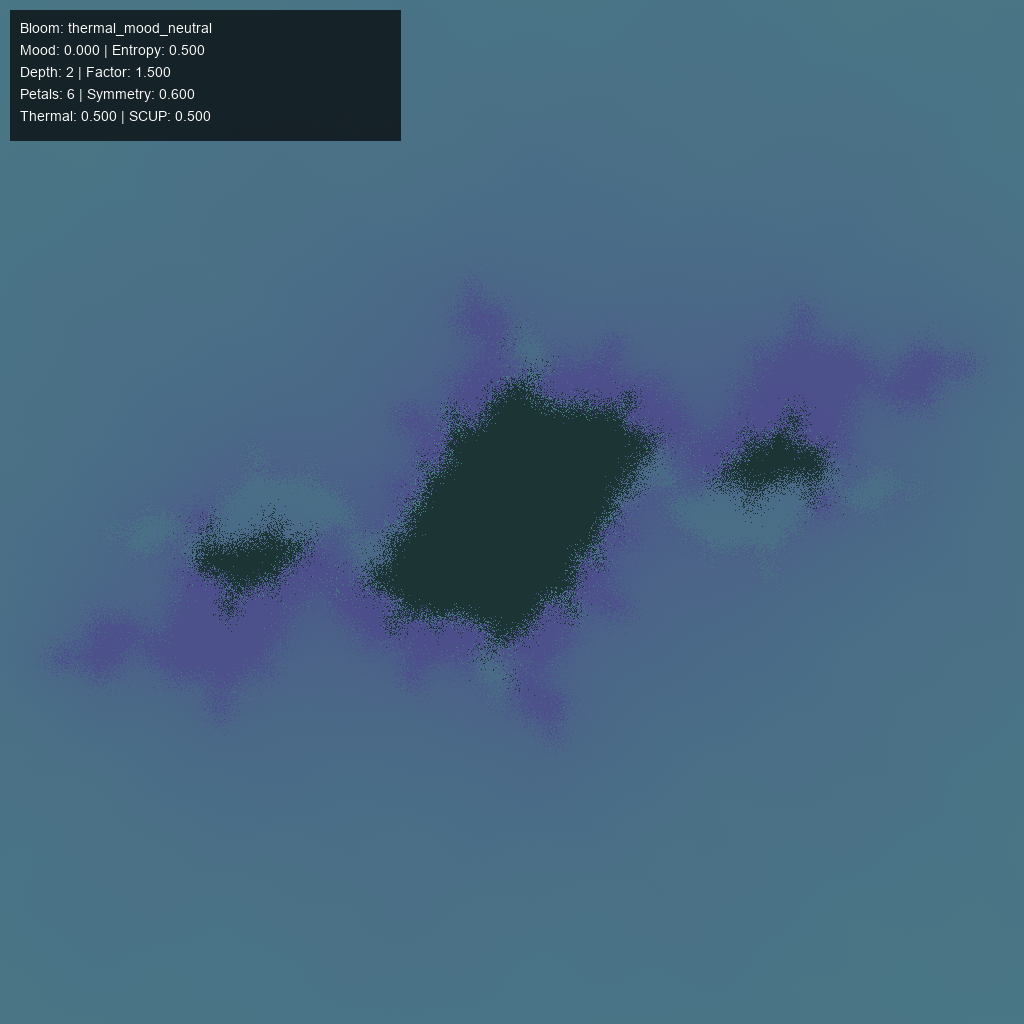 Bloom: thermal_mood_neutral
Mood: 0.000 | Entropy: 0.500
Depth: 2 | Factor: 1.500
Petals: 6 | Symmetry: 0.600
Thermal: 0.500 | SCUP: 0.500